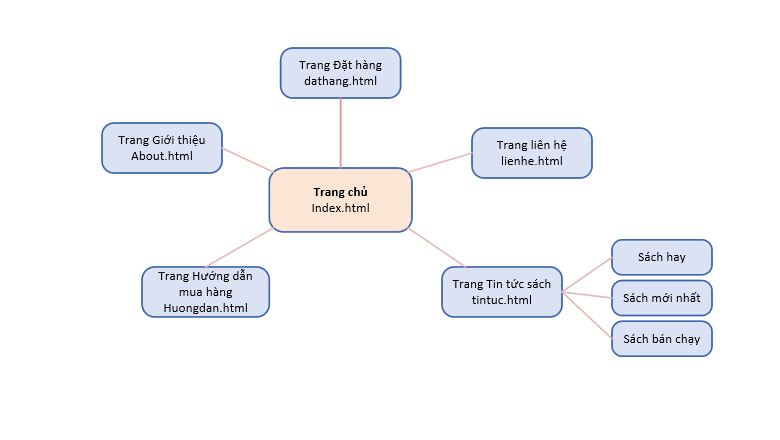 Trang Đặt hàng
dathang.html
Trang Giới thiệu
About.html
Trang liên hệ
lienhe.html
Trang chủ
Index.html
Trang Hướng dẫn
mua hàng
Huongdan.html
Trang Tin tức sách
tintuc.html
Sách hay
Sách mới nhất
Sách bán chạy